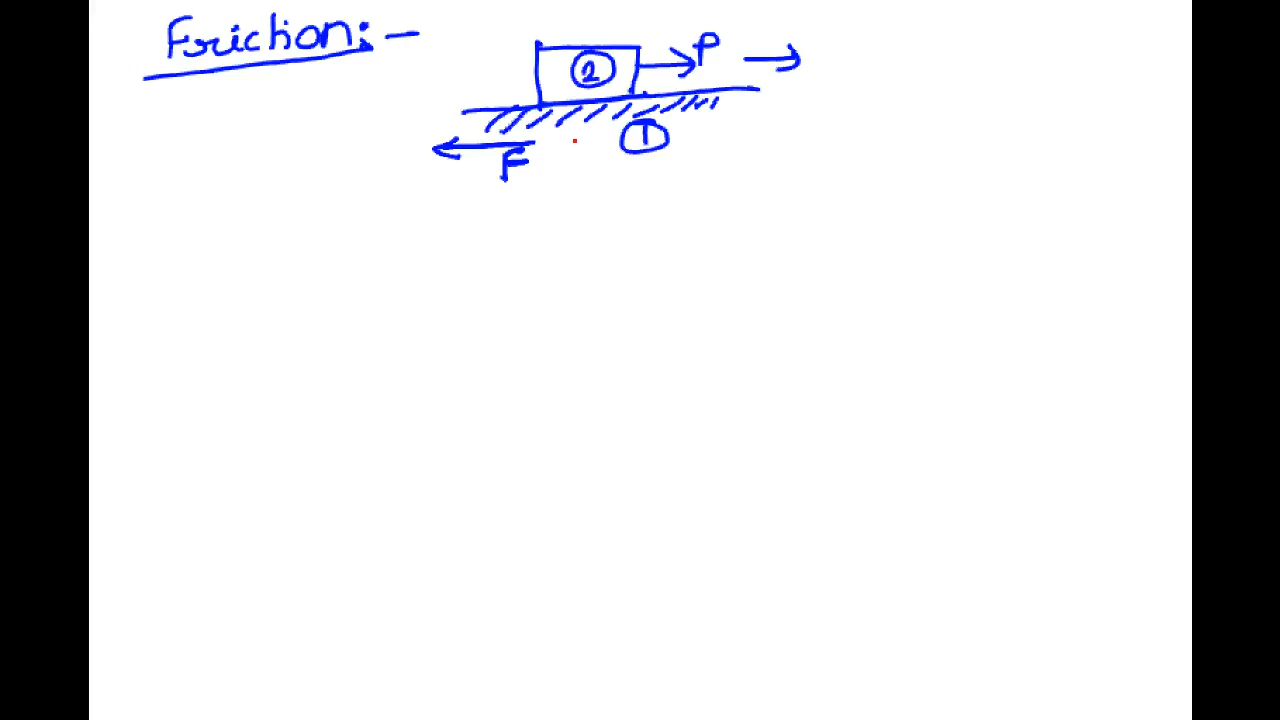 Friction:-
② → P →
①
← F